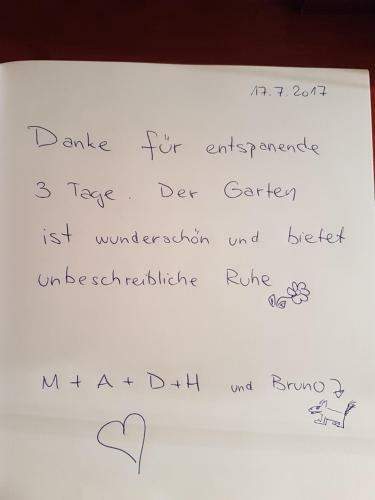 17.7.2017
Danke für entspanende
3 Tage. Der Garten
ist wunderschön und bietet
unbeschreibliche Ruhe
M + A + D + H und Bruno